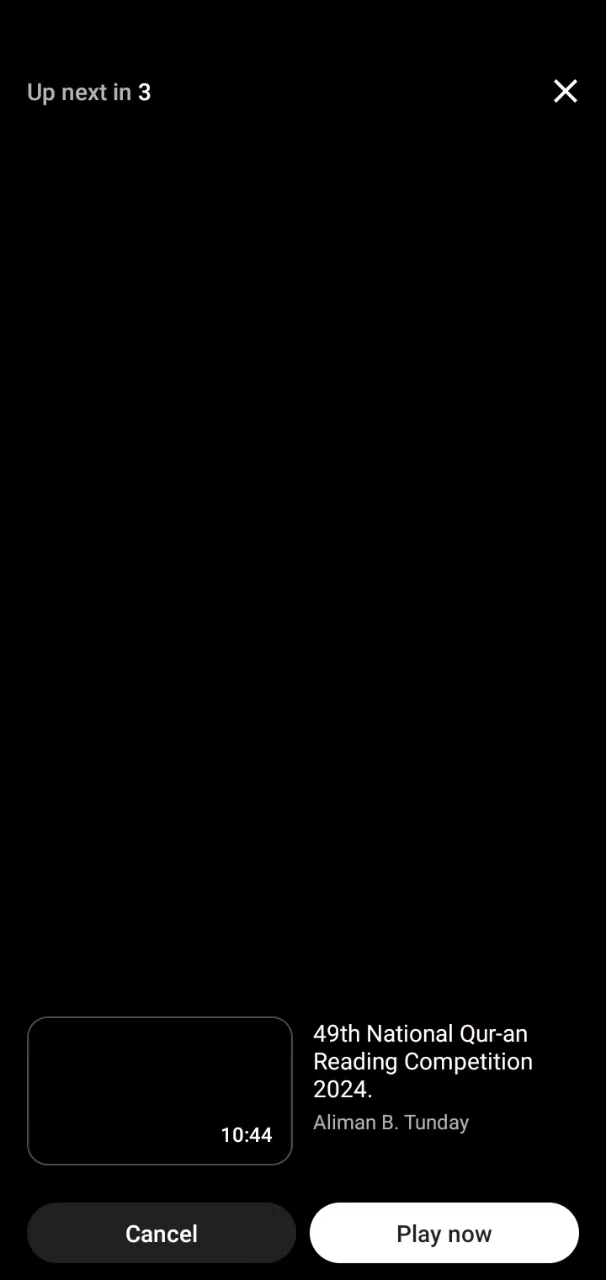 Up next in 3
49th National Qur-an
Reading Competition
2024.
Aliman B. Tunday
10:44
Cancel
Play now